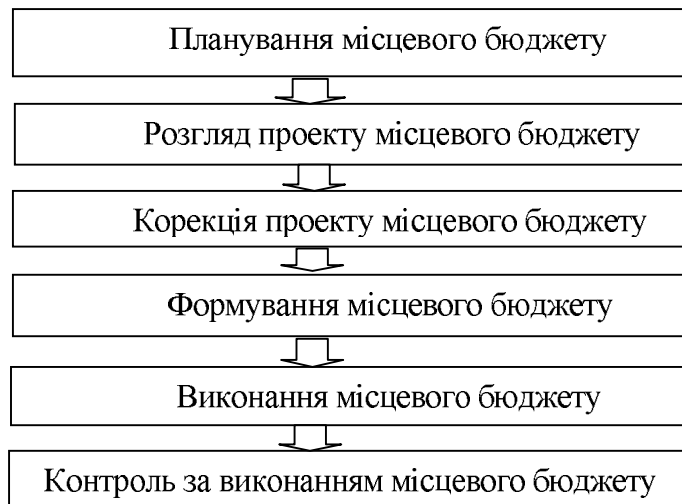 Планування місцевого бюджету
Розгляд проекту місцевого бюджету
Корекція проекту місцевого бюджету
Формування місцевого бюджету
Виконання місцевого бюджету
Контроль за виконанням місцевого бюджету